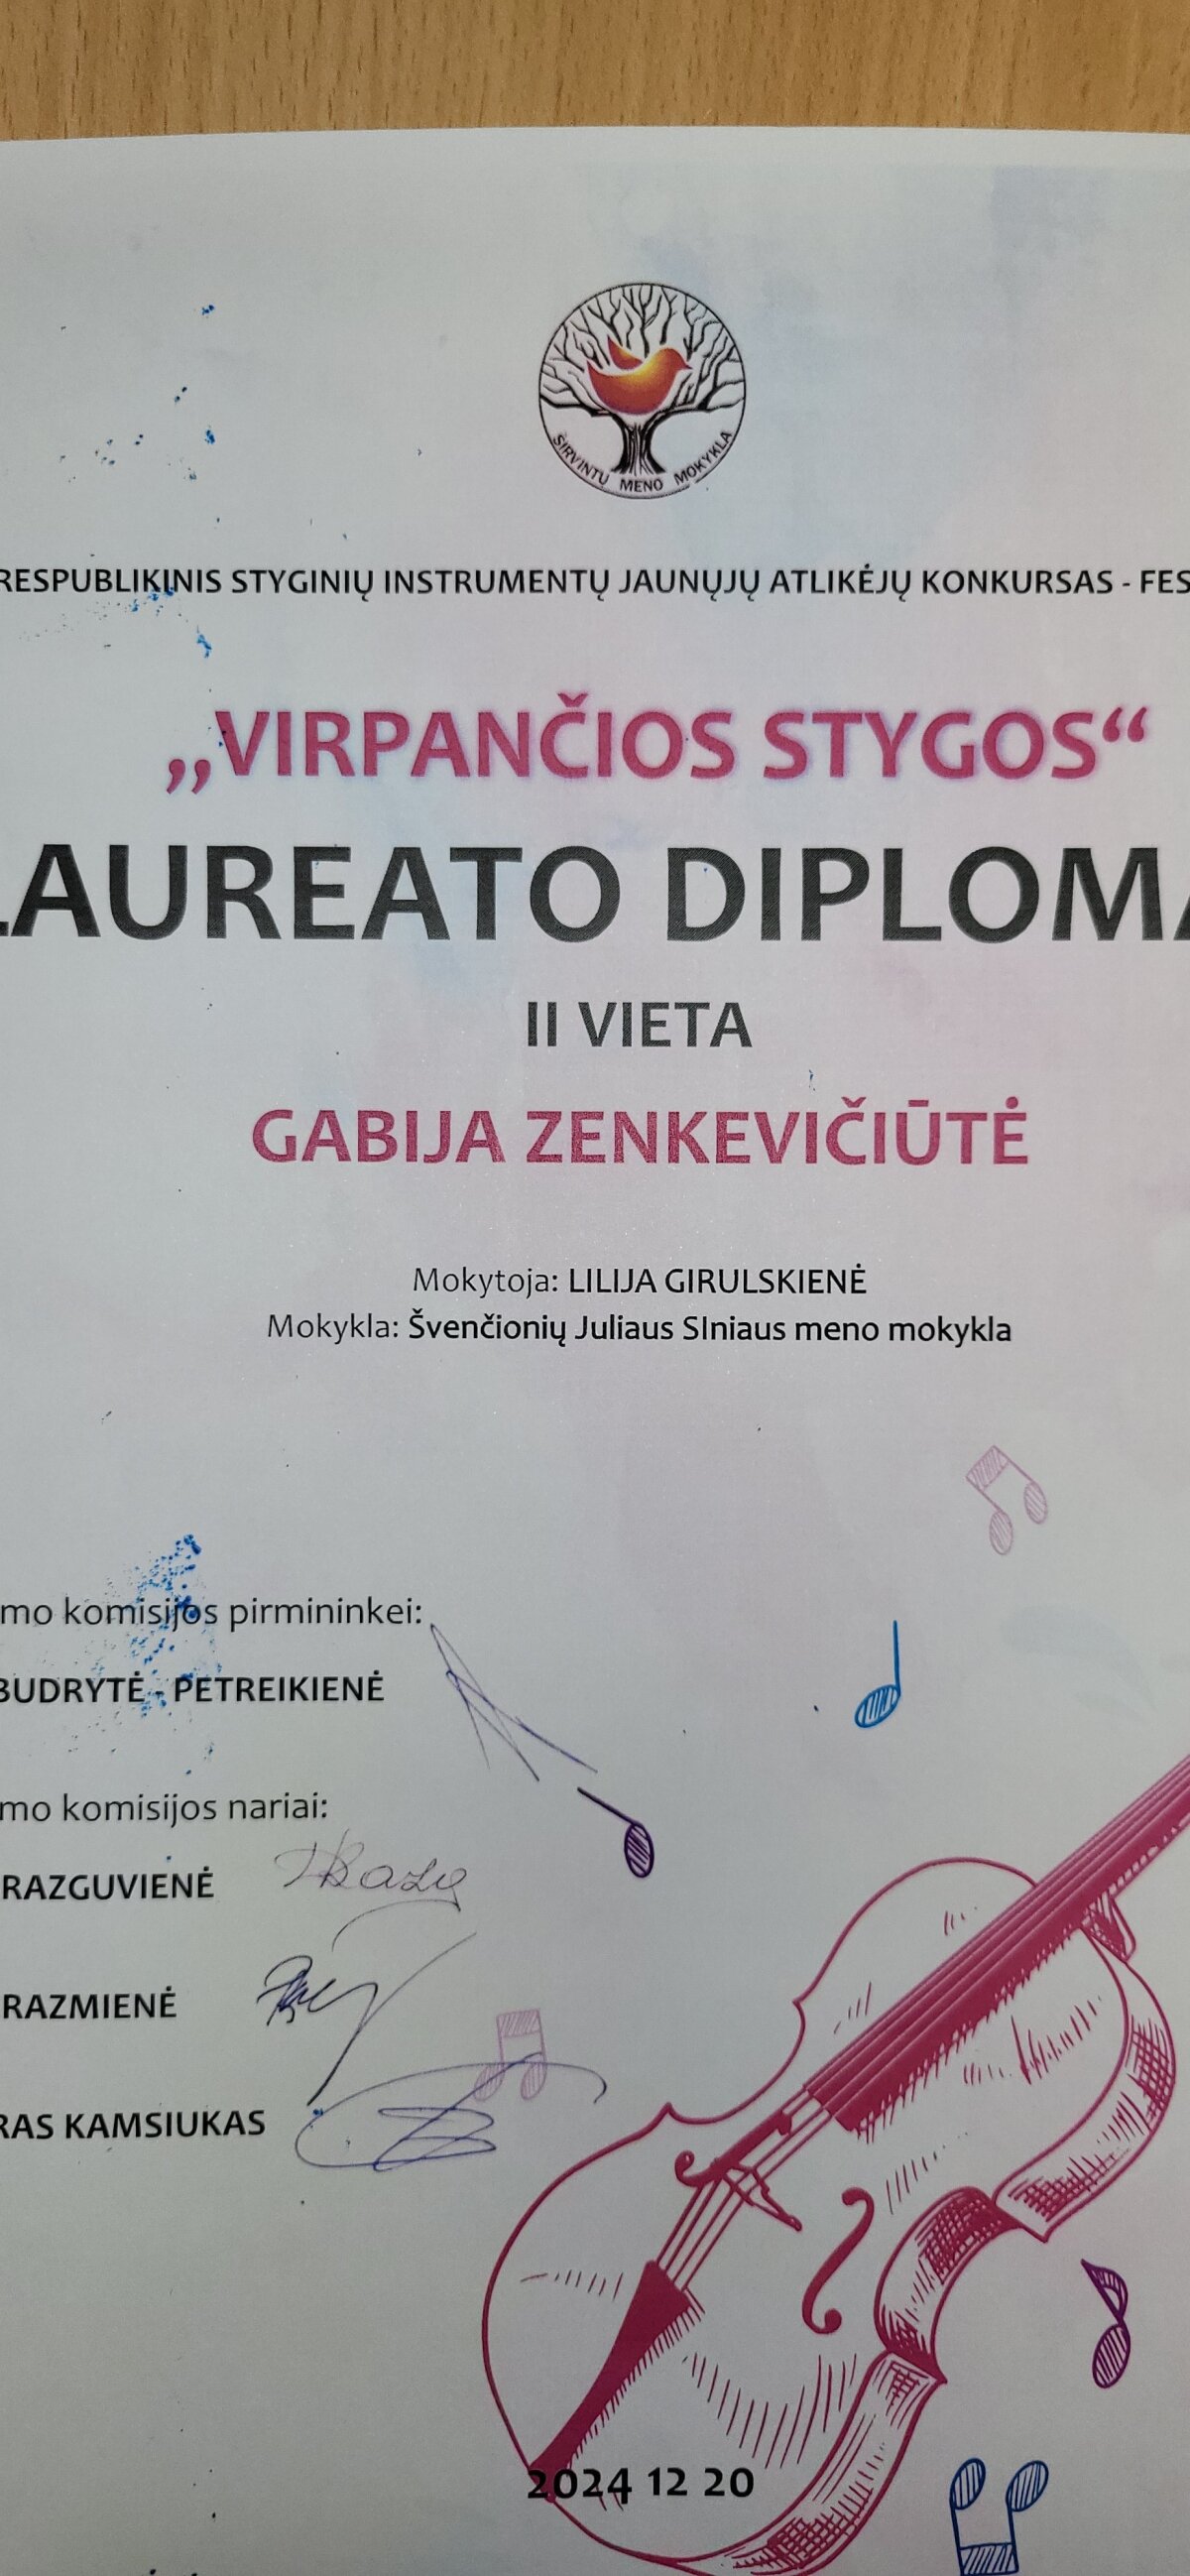 ŠIRVINTŲ MENO MOKYKLA
RESPUBLIKINIS STYGINIŲ INSTRUMENTŲ JAUNŲJŲ ATLIKĖJŲ KONKURSAS - FES
„VIRPANČIOS STYGOS“
LAUREATO DIPLOMA
II VIETA
GABIJA ZENKEVIČIŪTĖ
Mokytoja: LILIJA GIRULSKIENĖ
Mokykla: Švenčionių Juliaus SIniaus meno mokykla
mo komisijos pirmininkei:
BUDRYTĖ - PETREIKIENĖ
mo komisijos nariai:
RAZGUVIENĖ
RAZMIENĖ
RAS KAMSIUKAS
2024 12 20